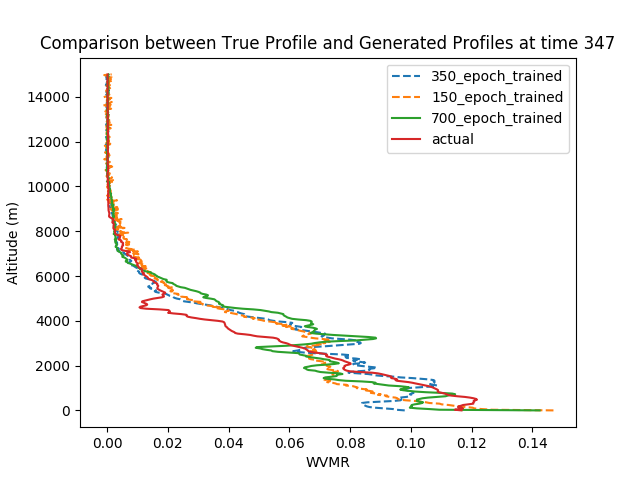 Comparison between True Profile and Generated Profiles at time 347
350_epoch_trained
150_epoch_trained
700_epoch_trained
actual
Altitude (m)
14000
12000
10000
8000
6000
4000
2000
0
0.00 0.02 0.04 0.06 0.08 0.10 0.12 0.14
WVMR